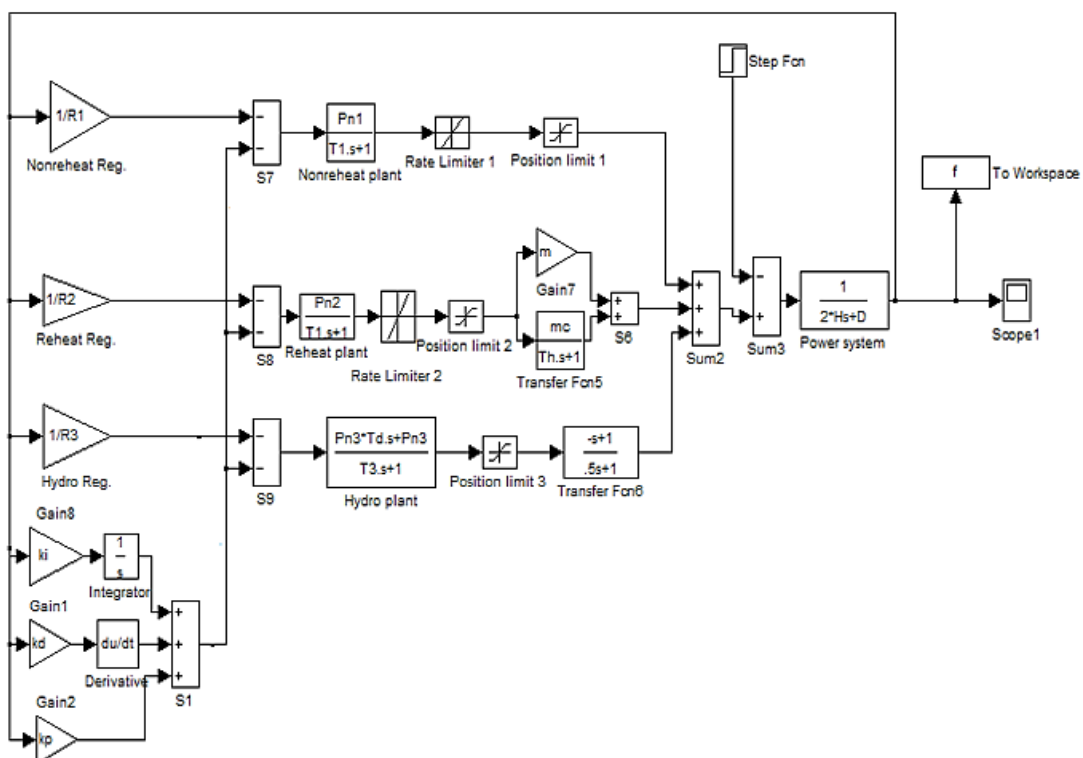 Step Fcn
1/R1
Nonreheat Reg.
-
-
S7
Pn1
T1.s+1
Nonreheat plant
Rate Limiter 1
Position limit 1
f
To Workspace
1/R2
Reheat Reg.
-
-
S8
Pn2
T1.s+1
Reheat plant
Rate Limiter 2
Position limit 2
m
Gain7
mc
Th.s+1
Transfer Fcn5
+
+
S6
+
+
+
Sum2
-
+
Sum3
1
2*Hs+D
Power system
Scope1
1/R3
Hydro Reg.
-
-
S9
Pn3*Td.s+Pn3
T3.s+1
Hydro plant
Position limit 3
-s+1
.5s+1
Transfer Fcn6
Gain8
ki
1
s
Integrator
Gain1
kd
du/dt
Derivative
+
+
+
S1
Gain2
kp